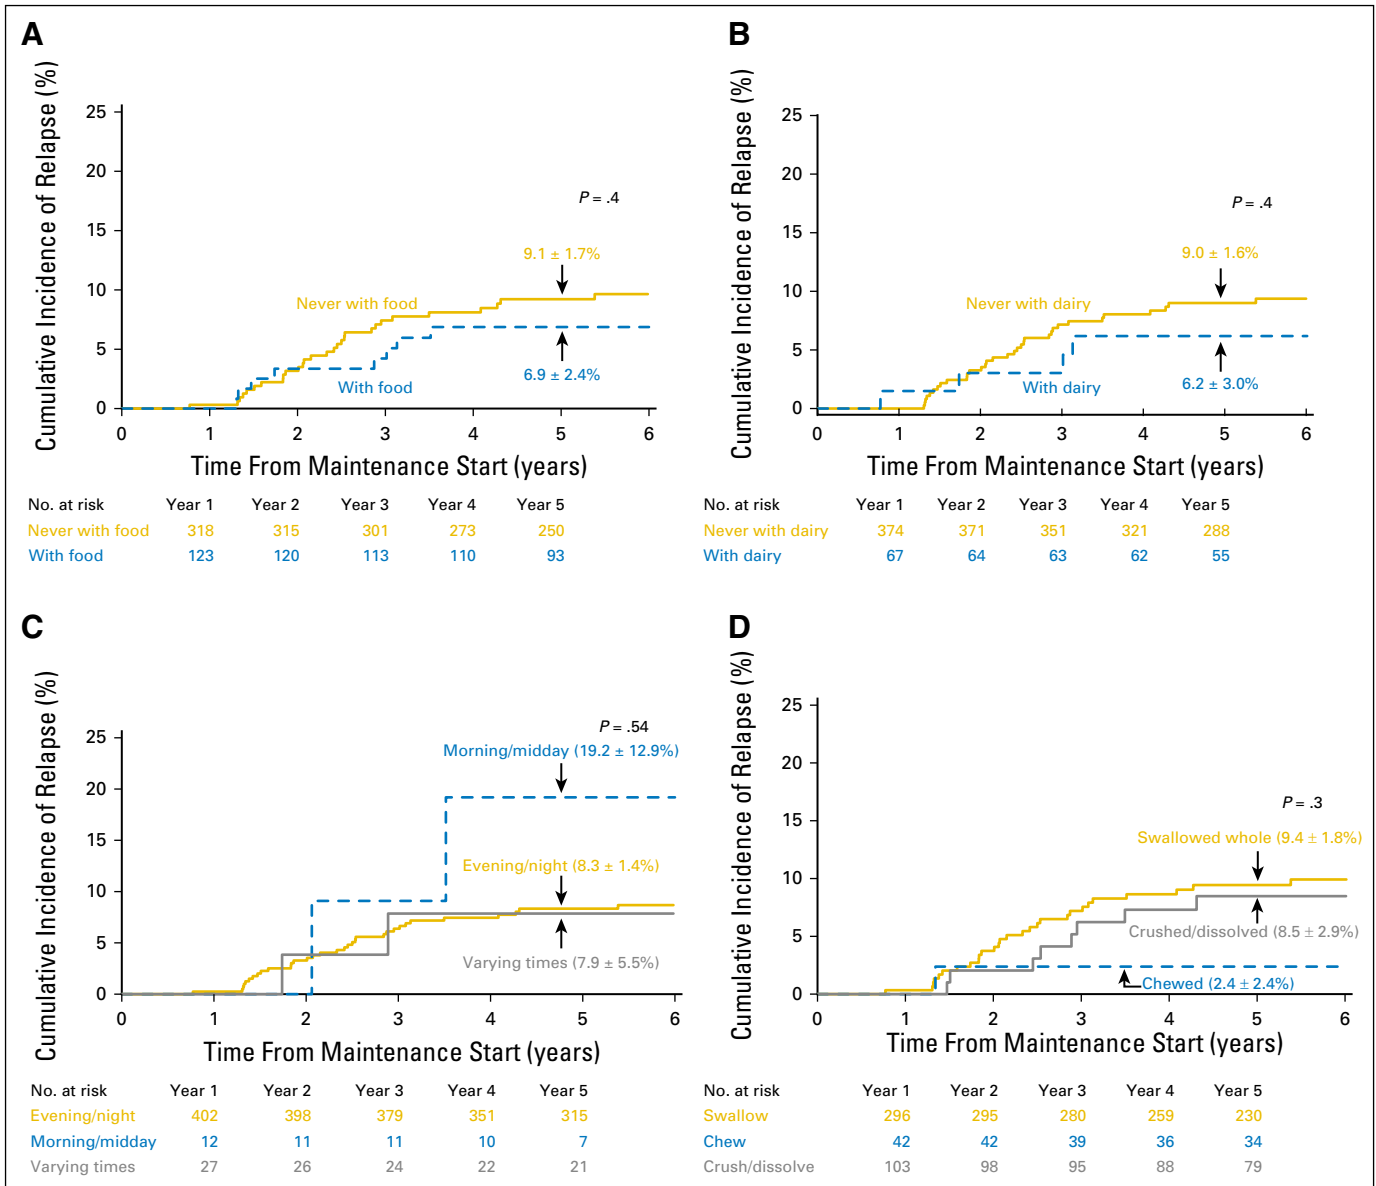 A
Cumulative Incidence of Relapse (%)
25
20
15
10
5
0
P = .4
9.1 ± 1.7%
Never with food
With food
6.9 ± 2.4%
0 1 2 3 4 5 6
Time From Maintenance Start (years)
No. at risk Year 1 Year 2 Year 3 Year 4 Year 5
Never with food 318 315 301 273 250
With food 123 120 113 110 93
B
Cumulative Incidence of Relapse (%)
25
20
15
10
5
0
P = .4
9.0 ± 1.6%
Never with dairy
With dairy
6.2 ± 3.0%
0 1 2 3 4 5 6
Time From Maintenance Start (years)
No. at risk Year 1 Year 2 Year 3 Year 4 Year 5
Never with dairy 374 371 351 321 288
With dairy 67 64 63 62 55
C
Cumulative Incidence of Relapse (%)
25
20
15
10
5
0
P = .54
Morning/midday (19.2 ± 12.9%)
Evening/night (8.3 ± 1.4%)
Varying times (7.9 ± 5.5%)
0 1 2 3 4 5 6
Time From Maintenance Start (years)
No. at risk Year 1 Year 2 Year 3 Year 4 Year 5
Evening/night 402 398 379 351 315
Morning/midday 12 11 11 10 7
Varying times 27 26 24 22 21
D
Cumulative Incidence of Relapse (%)
25
20
15
10
5
0
P = .3
Swallowed whole (9.4 ± 1.8%)
Crushed/dissolved (8.5 ± 2.9%)
Chewed (2.4 ± 2.4%)
0 1 2 3 4 5 6
Time From Maintenance Start (years)
No. at risk Year 1 Year 2 Year 3 Year 4 Year 5
Swallow 296 295 280 259 230
Chew 42 42 39 36 34
Crush/dissolve 103 98 95 88 79